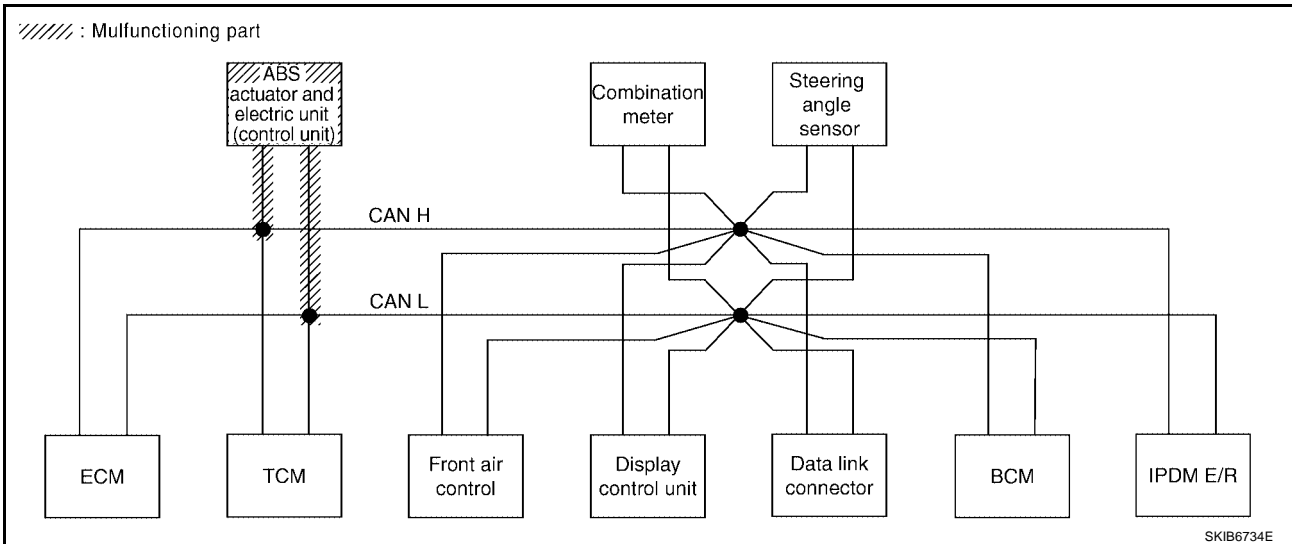 : Mulfunctioning part
ABS
actuator and
electric unit
(control unit)
Combination
meter
Steering
angle
sensor
CAN H
CAN L
ECM
TCM
Front air
control
Display
control unit
Data link
connector
BCM
IPDM E/R
SKIB6734E